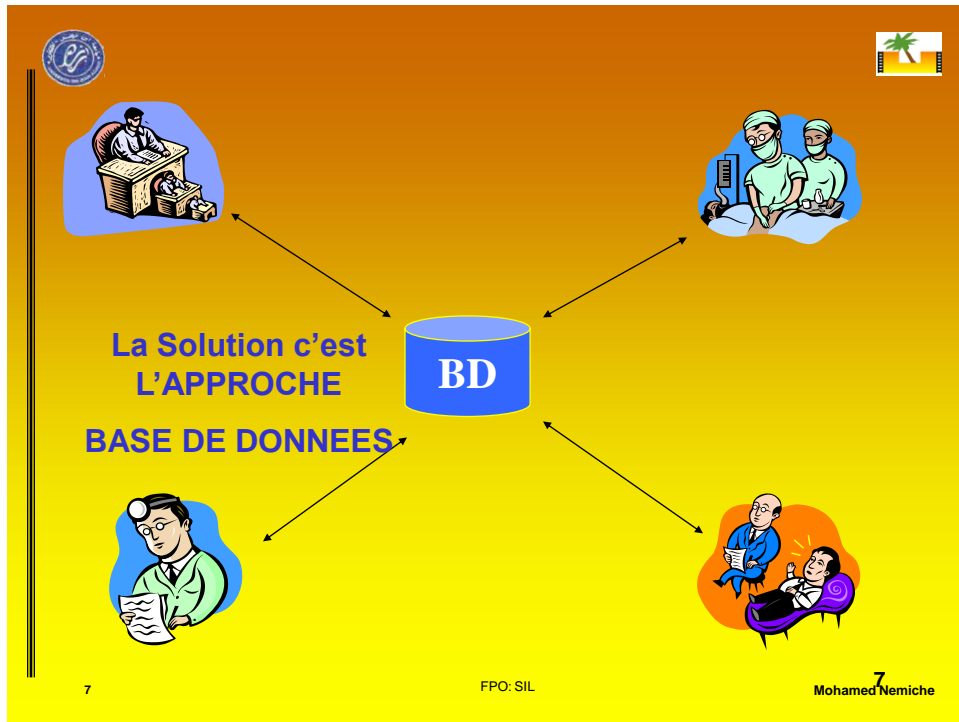 La Solution c'est
L'APPROCHE
BASE DE DONNEES
BD
7
FPO: SIL
7
Mohamed Nemiche